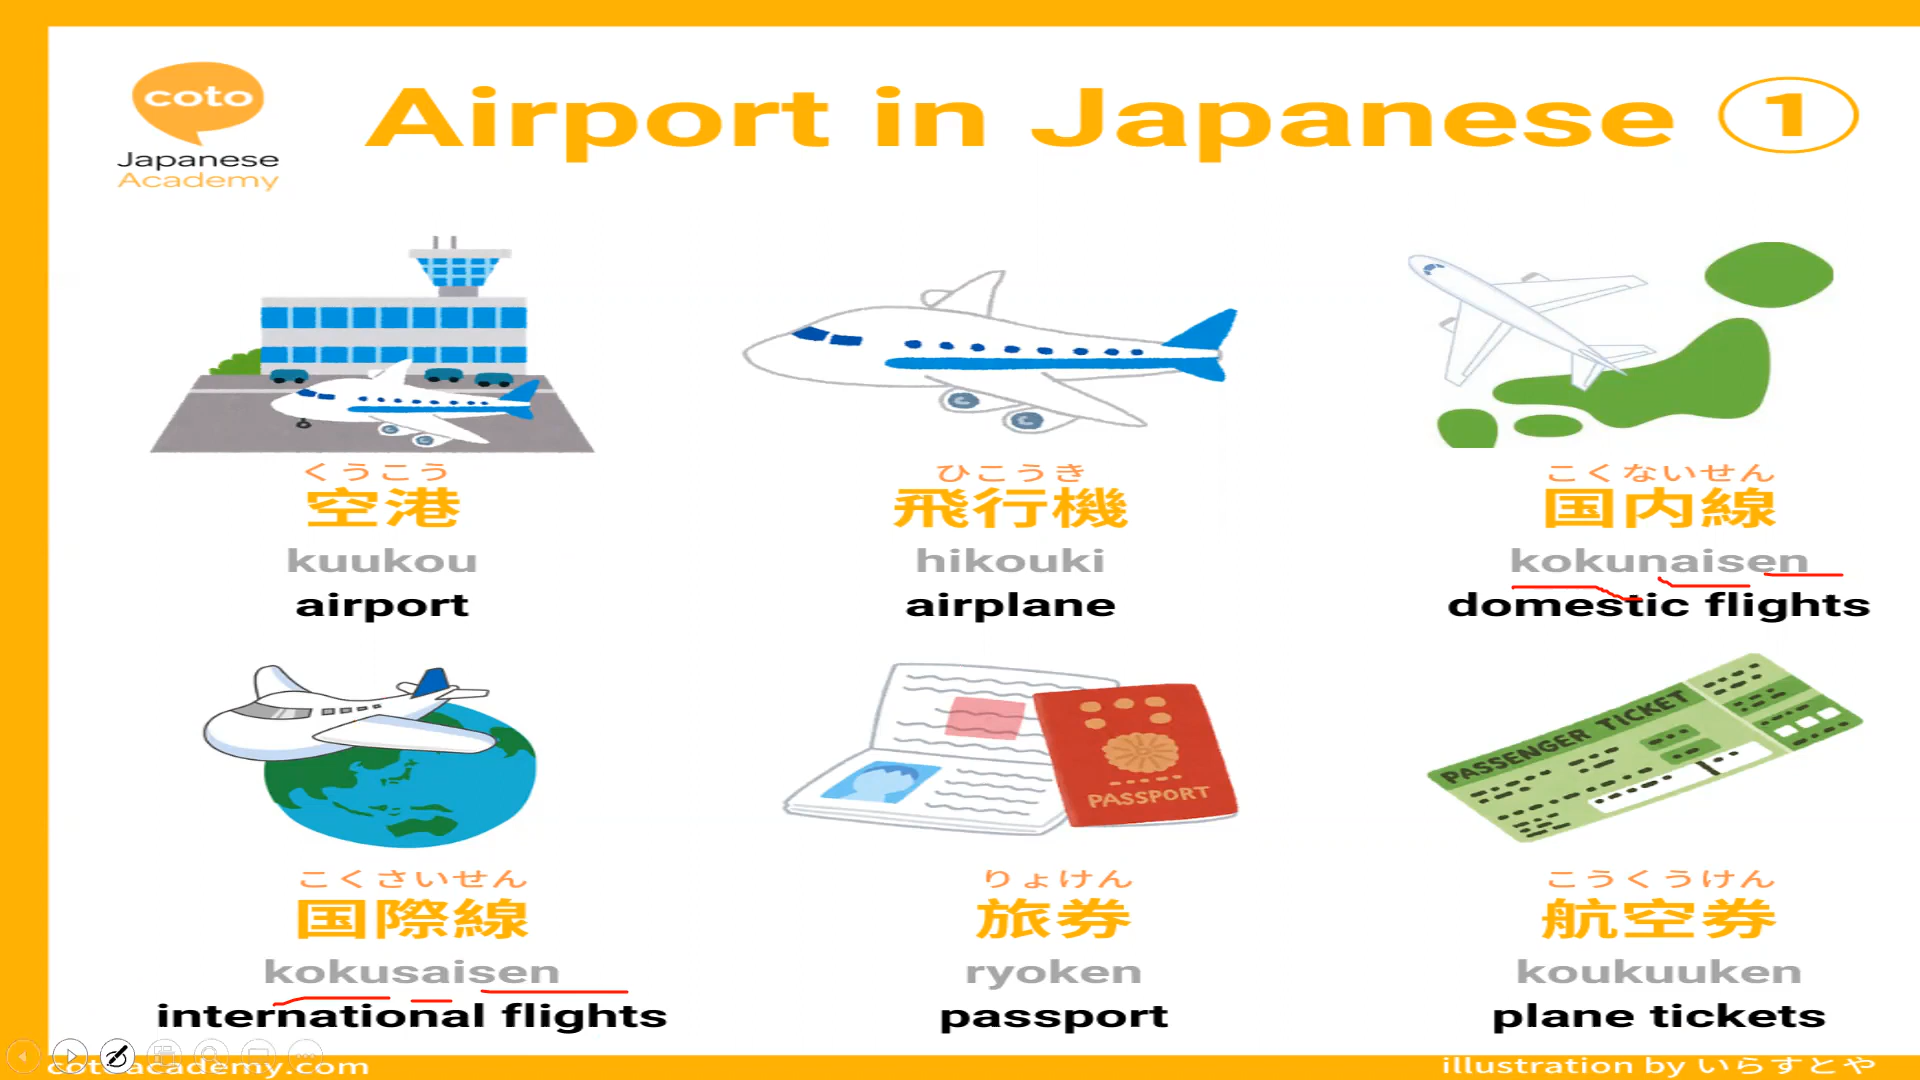 coto
Japanese
Academy
Airport in Japanese 1
くうこう
空港
kuukou
airport
ひこうき
飛行機
hikouki
airplane
こくないせん
国内線
kokunaisen
domestic flights
こくさいせん
国際線
kokusaisen
international flights
PASSPORT
りょけん
旅券
ryoken
passport
PASSENGER TICKET
こうくうけん
航空券
koukuuken
plane tickets
cotoacademy.com
illustration by いらすとや